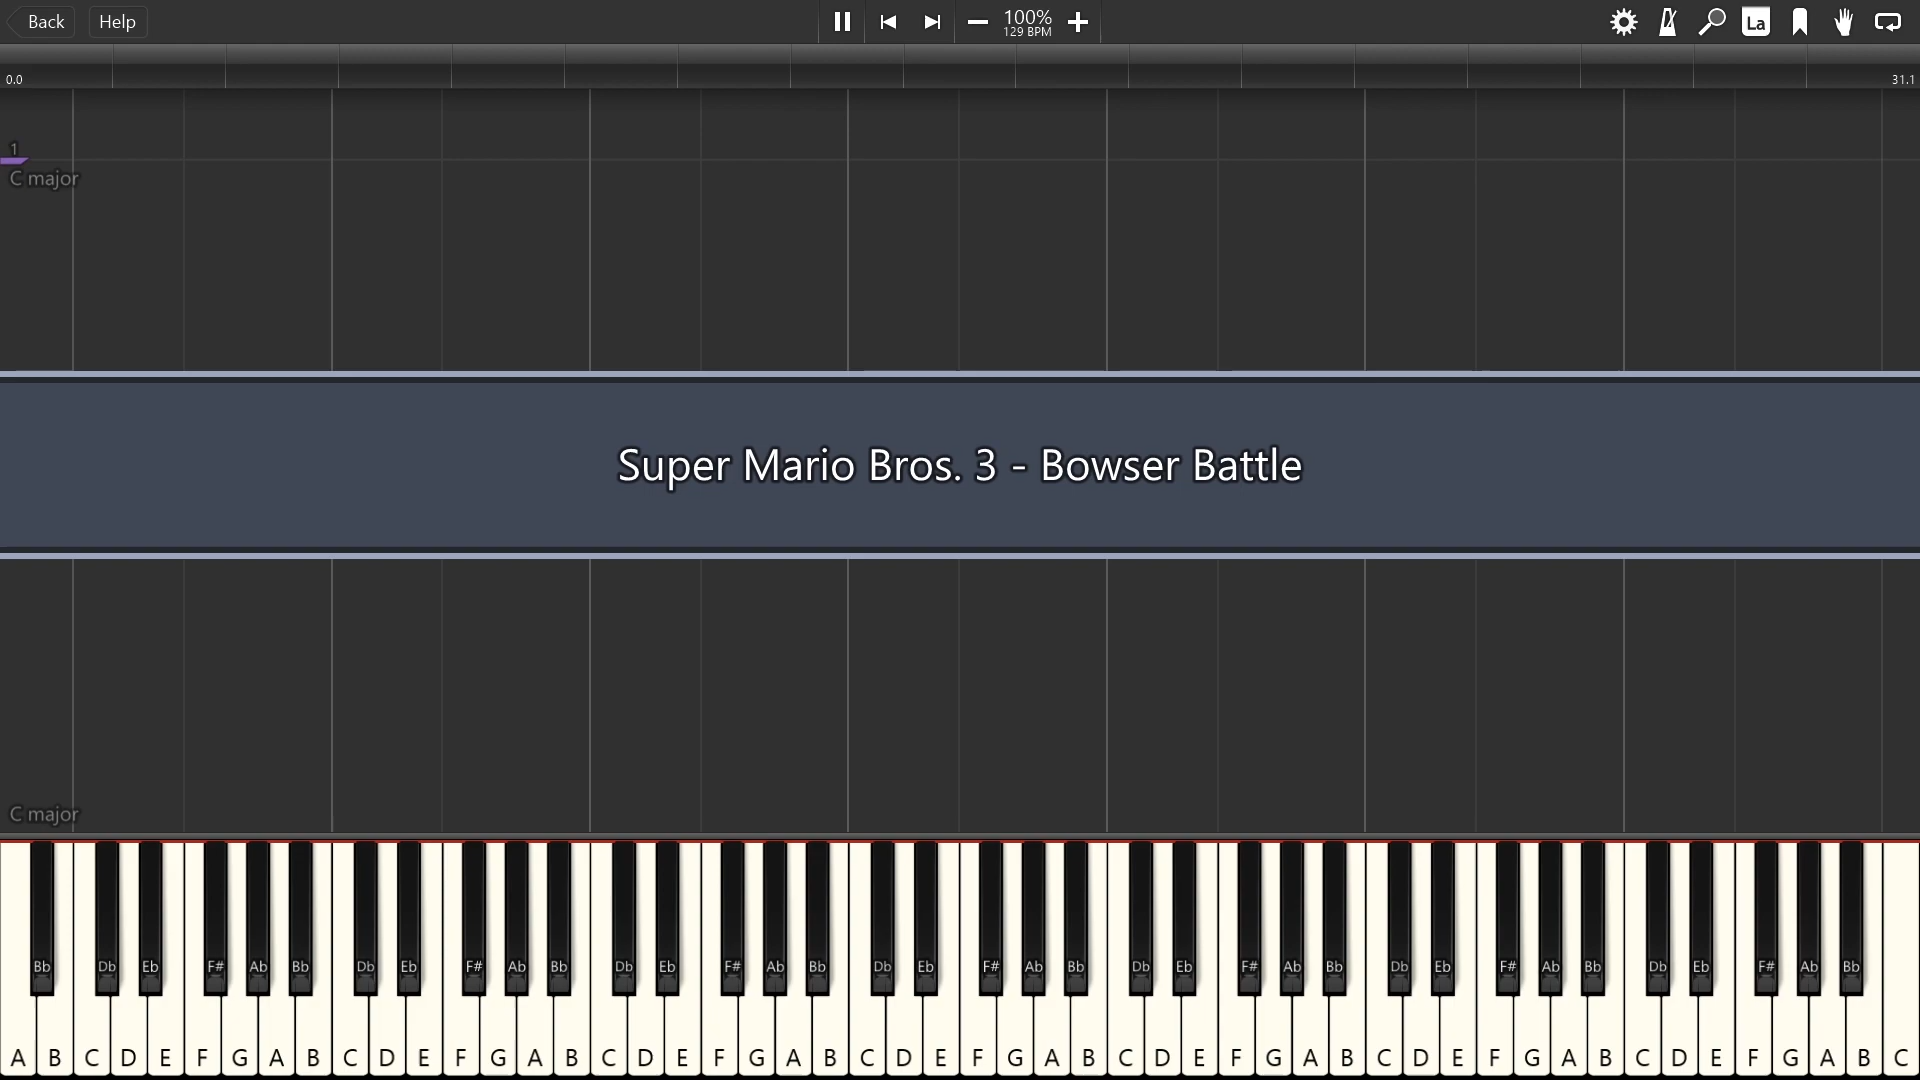 Back Help 100% La
129 BPM
0.0 31.1
1
C major
Super Mario Bros. 3 - Bowser Battle
C major
Bb Db Eb F# Ab Bb Db Eb F# Ab Bb Db Eb F# Ab Bb Db Eb F# Ab Bb Db Eb F# Ab Bb Db Eb F# Ab Bb Db Eb F# Ab Bb
A B C D E F G A B C D E F G A B C D E F G A B C D E F G A B C D E F G A B C D E F G A B C D E F G A B C